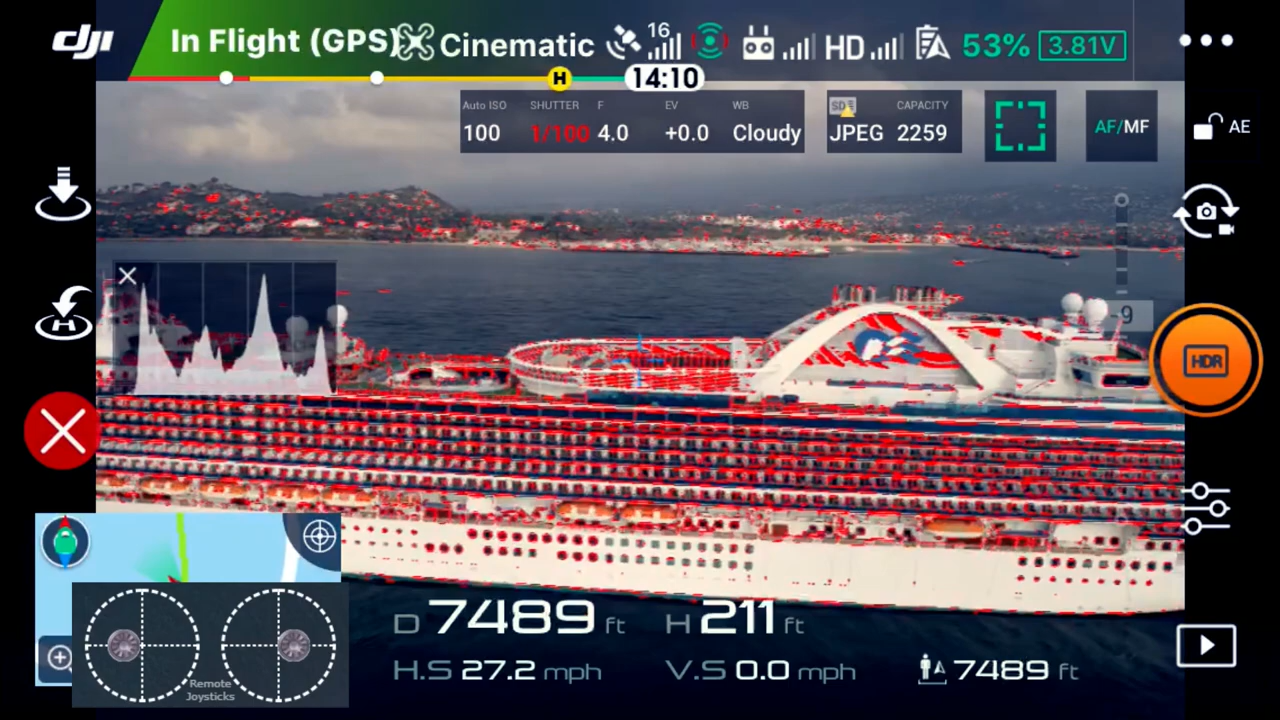 dji In Flight (GPS) Cinematic 16 HD 53% 3.81V
H 14:10
Auto ISO SHUTTER F EV WB SD CAPACITY
100 1/100 4.0 +0.0 Cloudy JPEG 2259 AF/MF AE
-9
HDR
H
D 7489 ft H 211 ft
H.S 27.2 mph V.S 0.0 mph 7489 ft
Remote
Joysticks